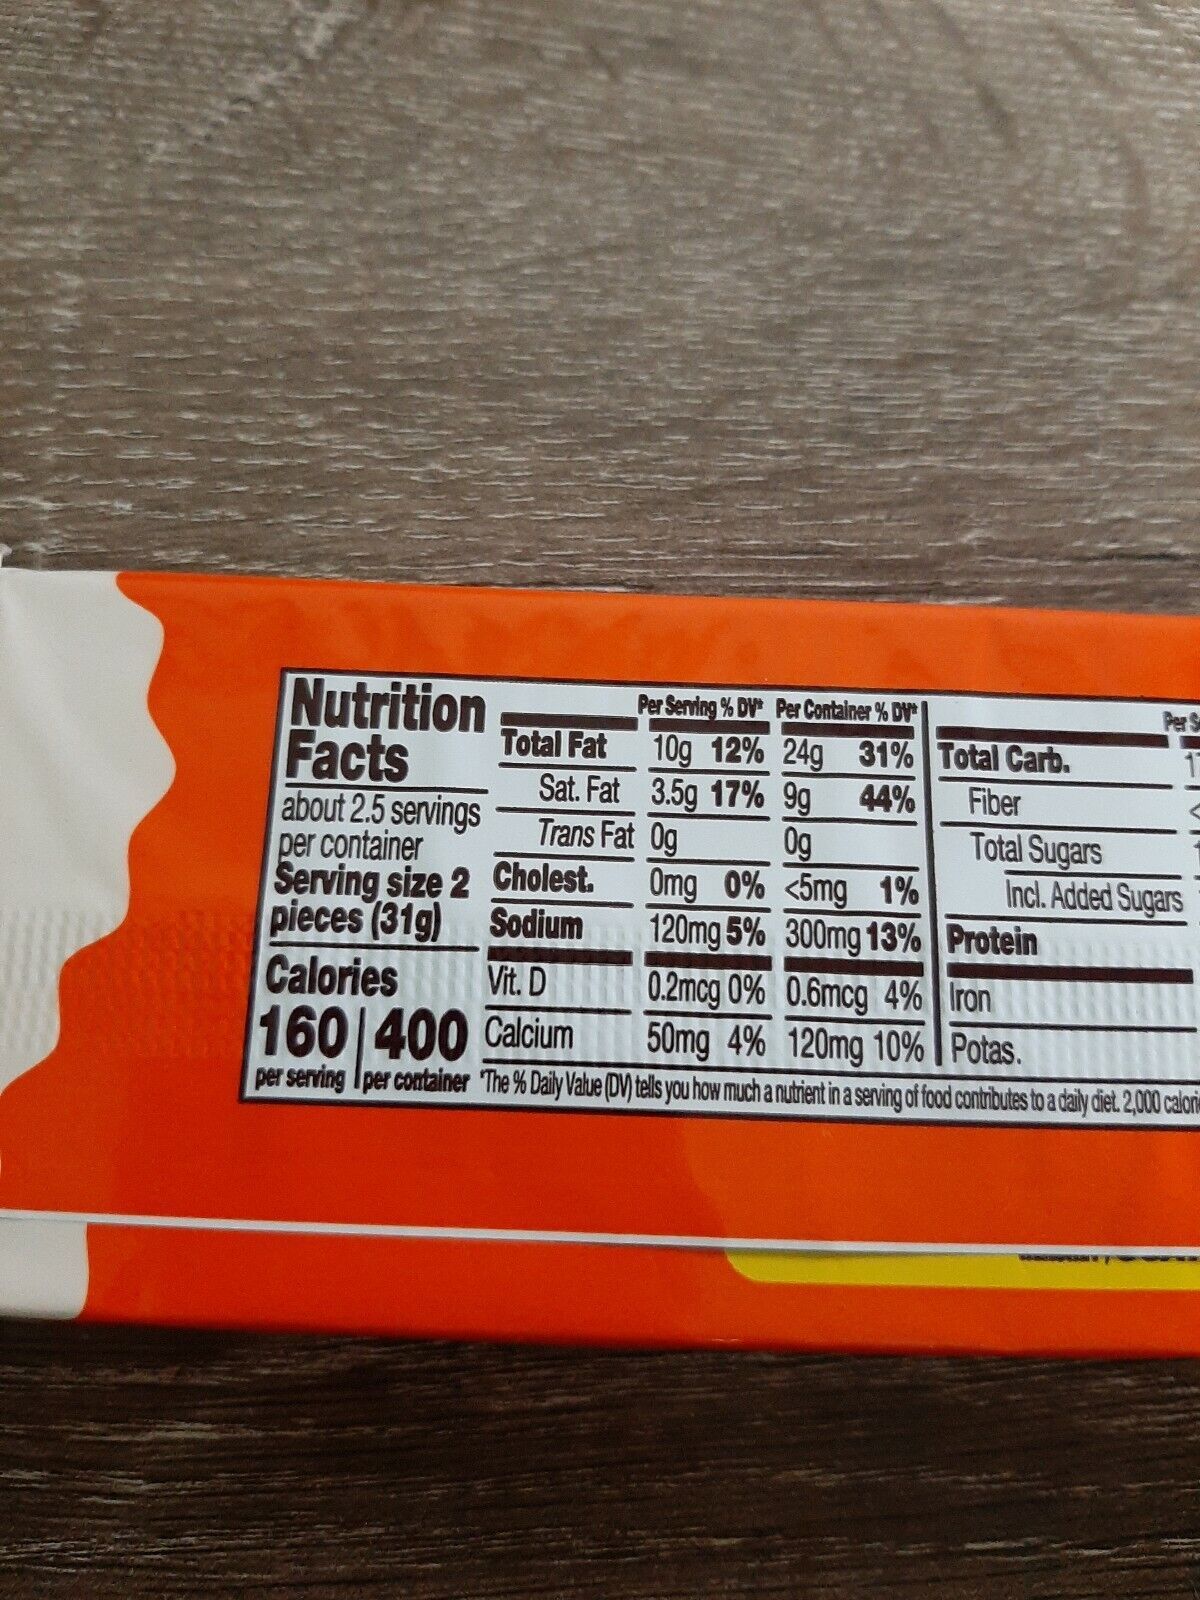 Nutrition
Facts
about 2.5 servings
per container
Serving size 2
pieces (31g)
Calories
160 | 400
per serving | per container
Per Serving % DV* Per Container % DV*
Total Fat 10g 12% 24g 31%
Sat. Fat 3.5g 17% 9g 44%
Trans Fat 0g 0g
Cholest. 0mg 0% <5mg 1%
Sodium 120mg 5% 300mg 13%
Vit. D 0.2mcg 0% 0.6mcg 4%
Calcium 50mg 4% 120mg 10%
Per
Total Carb.
Fiber <
Total Sugars
Incl. Added Sugars
Protein
Iron
Potas.
*The % Daily Value (DV) tells you how much a nutrient in a serving of food contributes to a daily diet. 2,000